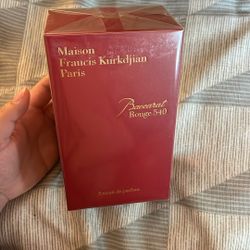 Maison
Francis Kurkdjian
Paris
Baccarat
Rouge 540
Extrait de parfum